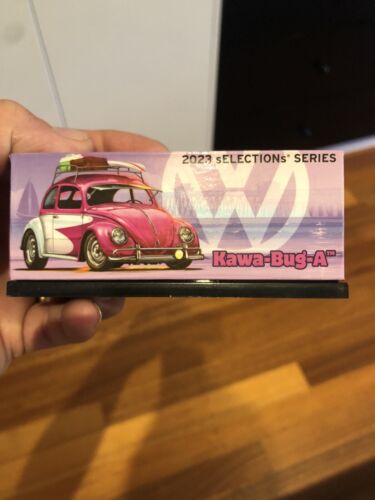 2023 sELECTIONs® SERIES
Kawa-Bug-A™